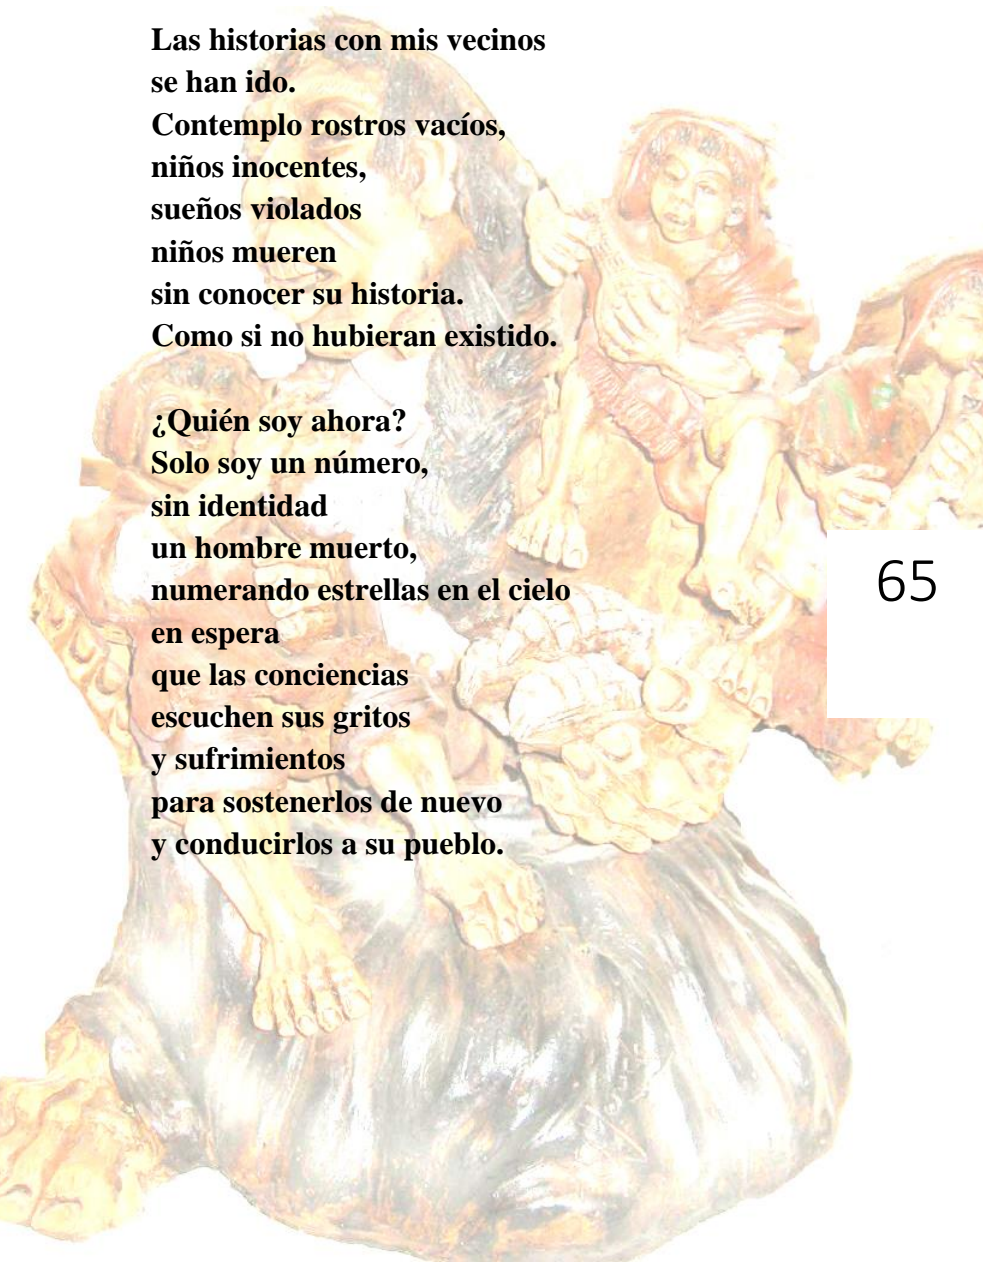 Las historias con mis vecinos
se han ido.
Contemplo rostros vacíos,
niños inocentes,
sueños violados
niños mueren
sin conocer su historia.
Como si no hubieran existido.
¿Quién soy ahora?
Solo soy un número,
sin identidad
un hombre muerto,
numerando estrellas en el cielo
en espera
que las conciencias
escuchen sus gritos
y sufrimientos
para sostenerlos de nuevo
y conducirlos a su pueblo.
65